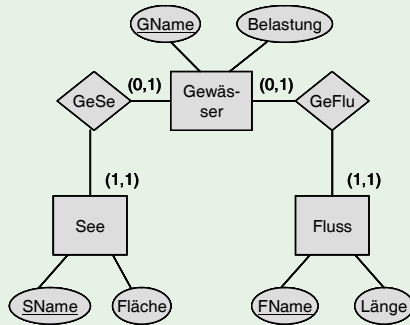 GName
Belastung
(0,1)
(0,1)
GeSe
Gewäs-
ser
GeFlu
(1,1)
(1,1)
See
Fluss
SName
Fläche
FName
Länge